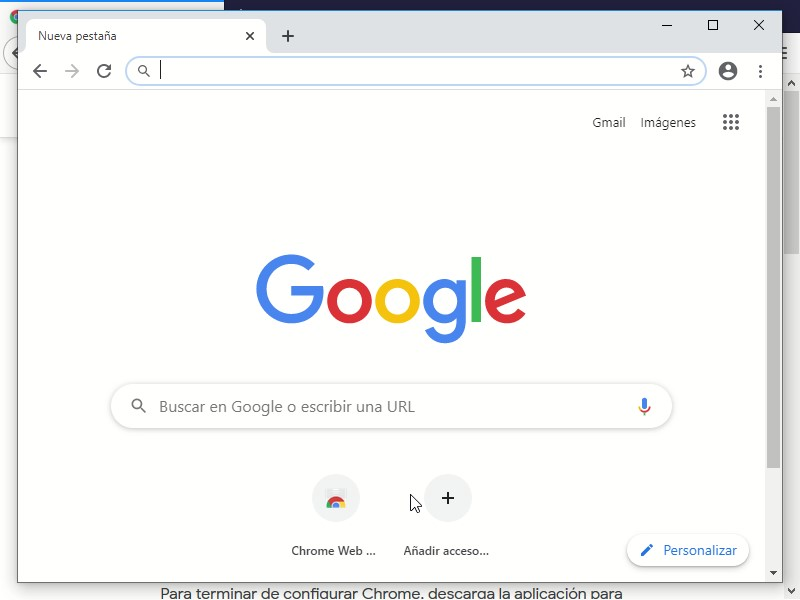 Nueva pestaña
Gmail Imágenes
Google
Buscar en Google o escribir una URL
Chrome Web ... Añadir acceso...
Personalizar
Para terminar de configurar Chrome, descarga la aplicación para